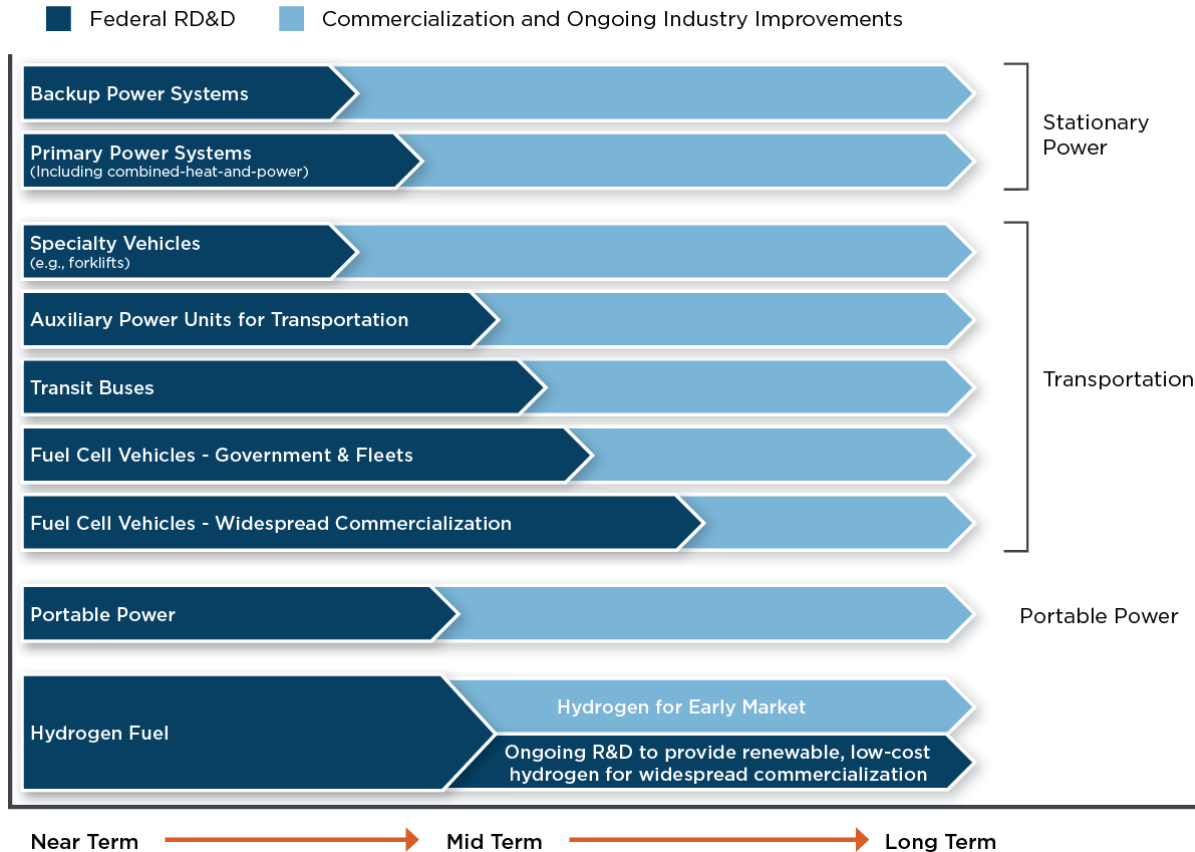 Federal RD&D
Commercialization and Ongoing Industry Improvements
Backup Power Systems
Primary Power Systems
(Including combined-heat-and-power)
Stationary
Power
Specialty Vehicles
(e.g., forklifts)
Auxiliary Power Units for Transportation
Transit Buses
Fuel Cell Vehicles - Government & Fleets
Fuel Cell Vehicles - Widespread Commercialization
Transportation
Portable Power
Portable Power
Hydrogen Fuel
Hydrogen for Early Market
Ongoing R&D to provide renewable, low-cost
hydrogen for widespread commercialization
Near Term
Mid Term
Long Term